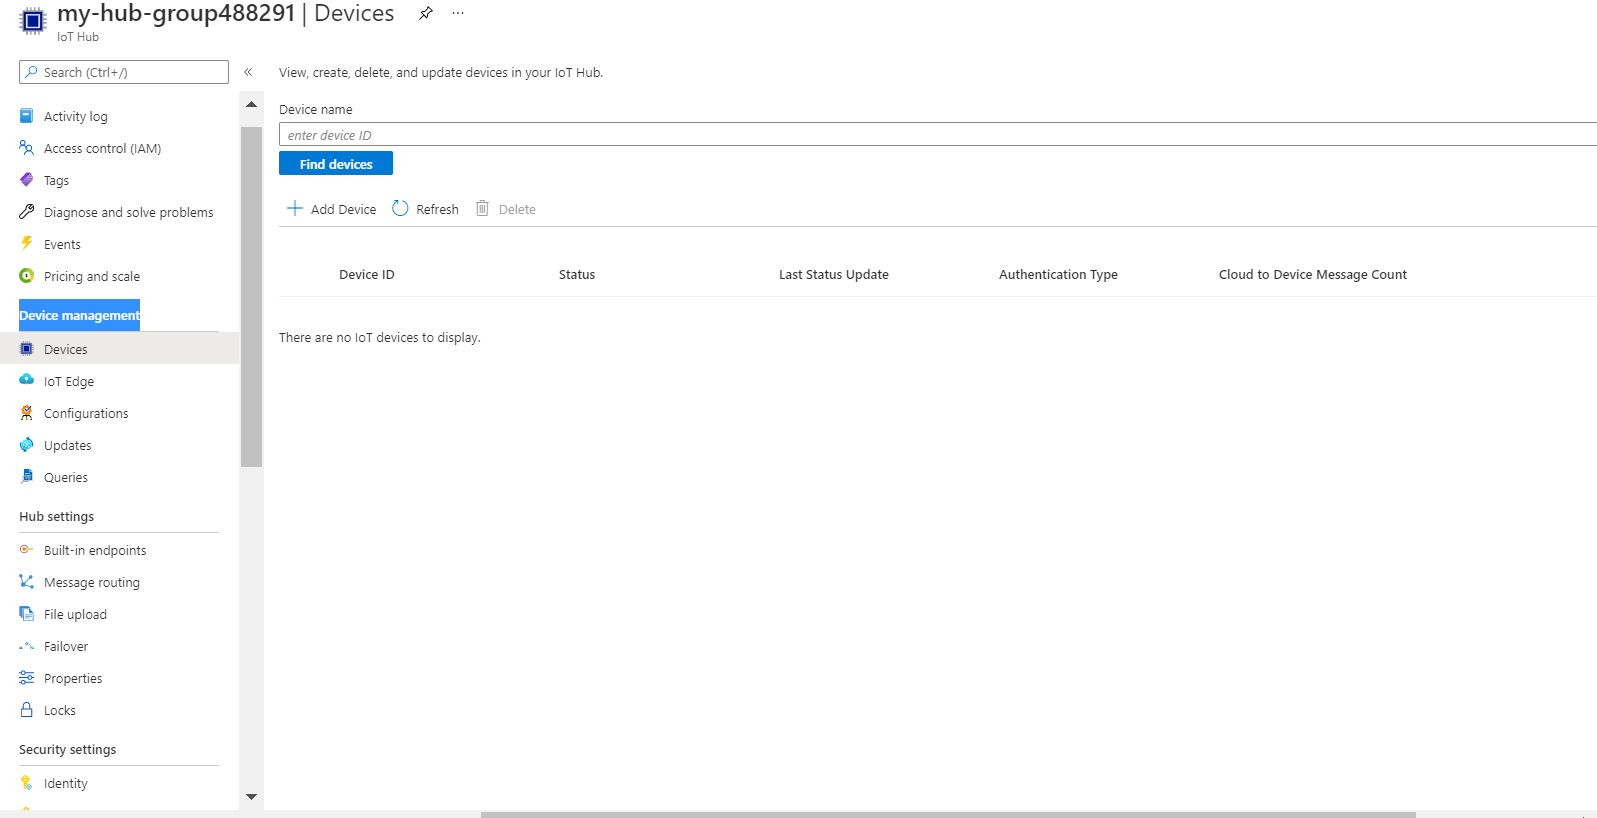 my-hub-group488291 | Devices ...
IoT Hub
Search (Ctrl+/)
«
View, create, delete, and update devices in your IoT Hub.
Activity log
Access control (IAM)
Tags
Diagnose and solve problems
Events
Pricing and scale
Device management
Devices
IoT Edge
Configurations
Updates
Queries
Hub settings
Built-in endpoints
Message routing
File upload
Failover
Properties
Locks
Security settings
Identity
Device name
enter device ID
Find devices
Add Device Refresh Delete
Device ID Status Last Status Update Authentication Type Cloud to Device Message Count
There are no IoT devices to display.